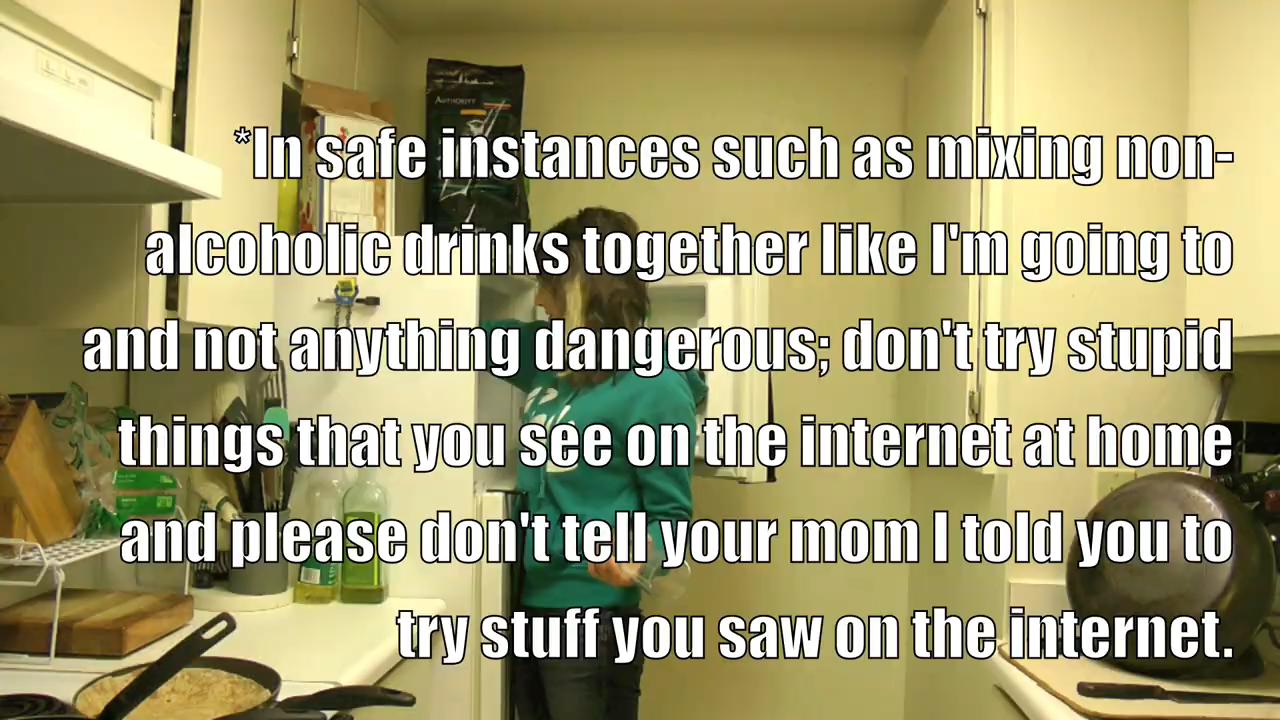 AUTHORITY
*In safe instances such as mixing non-
alcoholic drinks together like I'm going to
and not anything dangerous; don't try stupid
things that you see on the internet at home
and please don't tell your mom I told you to
try stuff you saw on the internet.